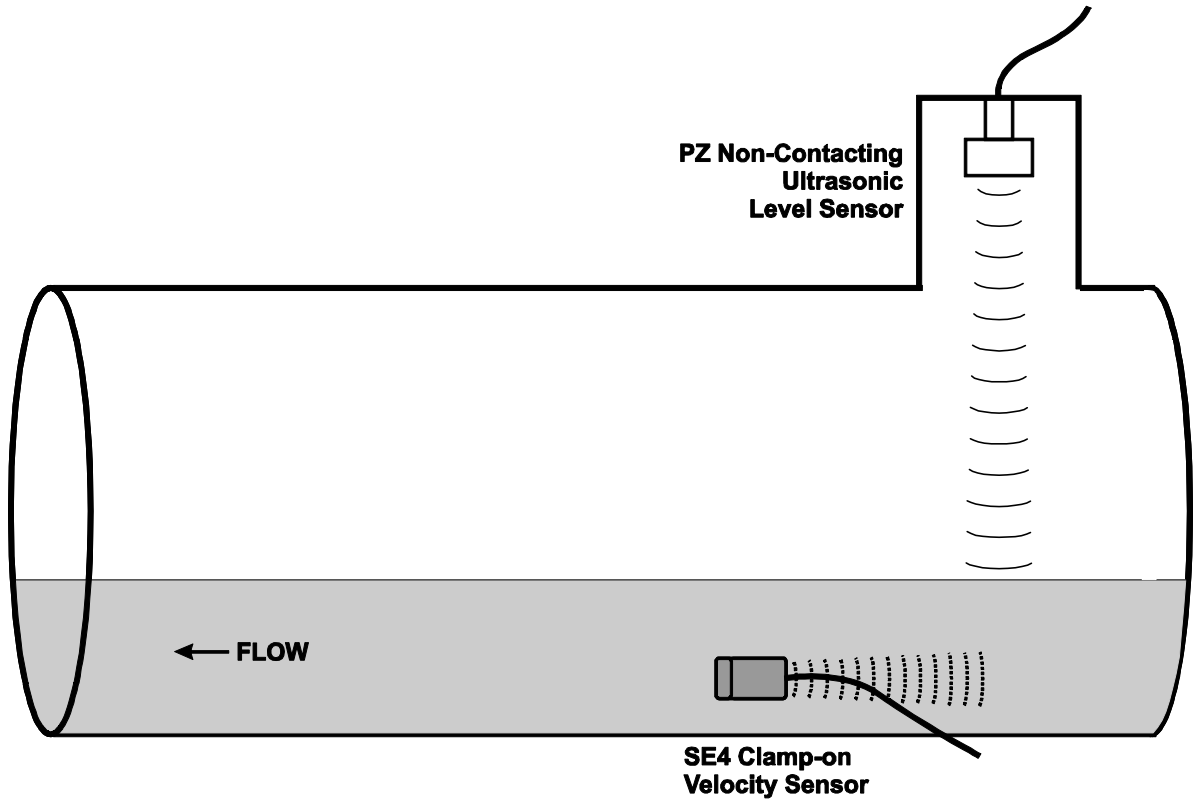 PZ Non-Contacting
Ultrasonic
Level Sensor
FLOW
SE4 Clamp-on
Velocity Sensor